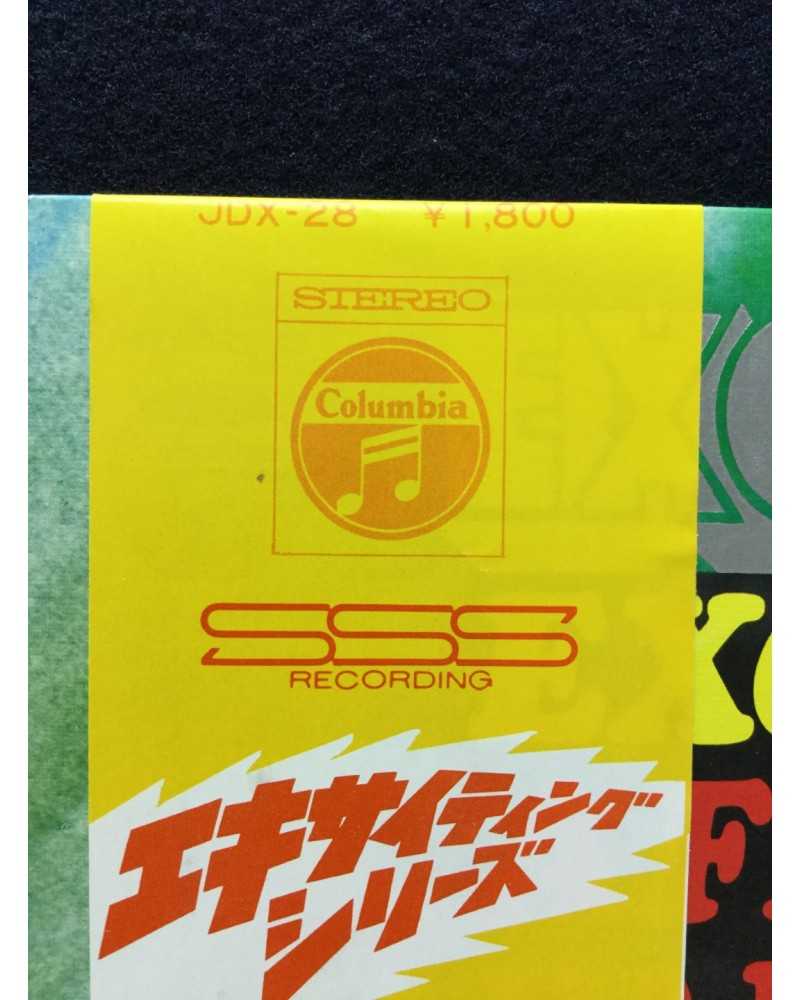 JDX-28 ¥1,800
STEREO
Columbia
SSS
RECORDING
エキサイティング
シリーズ